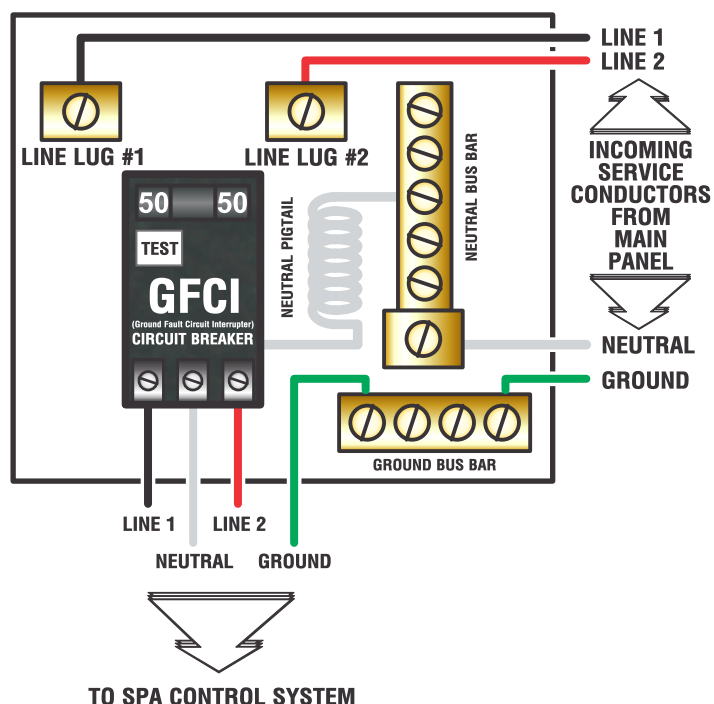 LINE 1
LINE 2
LINE LUG #1
LINE LUG #2
NEUTRAL BUS BAR
INCOMING
SERVICE
CONDUCTORS
FROM
MAIN
PANEL
50 50
TEST
GFCI
(Ground Fault Circuit Interrupter)
CIRCUIT BREAKER
NEUTRAL PIGTAIL
NEUTRAL
GROUND
GROUND BUS BAR
LINE 1
LINE 2
NEUTRAL
GROUND
TO SPA CONTROL SYSTEM